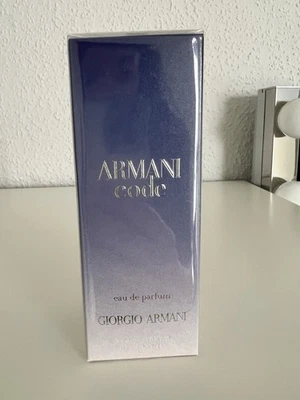 ARMANI
code
eau de parfum
GIORGIO ARMANI